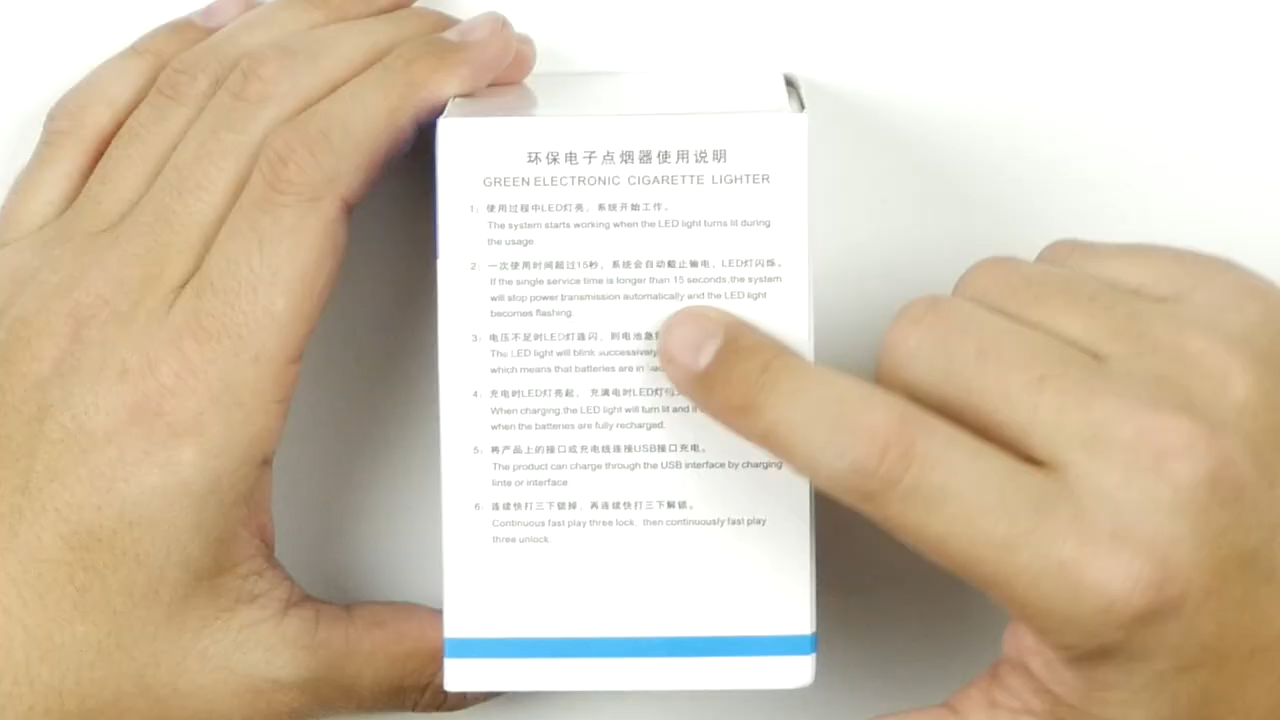 环保电子点烟器使用说明
GREEN ELECTRONIC CIGARETTE LIGHTER
1: 使用过程中LED灯亮，系统开始工作。
The system starts working when the LED light turns lit during
the usage
2: 一次使用时间超过15秒，系统会自动截止输电，LED灯闪烁。
If the single service time is longer than 15 seconds,the system
will stop power transmission automatically and the LED light
becomes flashing.
3: 电压不足时LED灯连闪，则电池急
The LED light will blink successively
which means that batteries are in
4: 充电时LED灯亮起， 充满电时LED灯
When charging,the LED light will turn lit and
when the batteries are fully recharged.
5: 将产品上的接口或充电线连接USB接口充电。
The product can charge through the USB interface by charging
linte or interface
6: 连续快打三下锁掉，再连续快打三下解锁。
Continuous fast play three lock, then continuously fast play
three unlock.